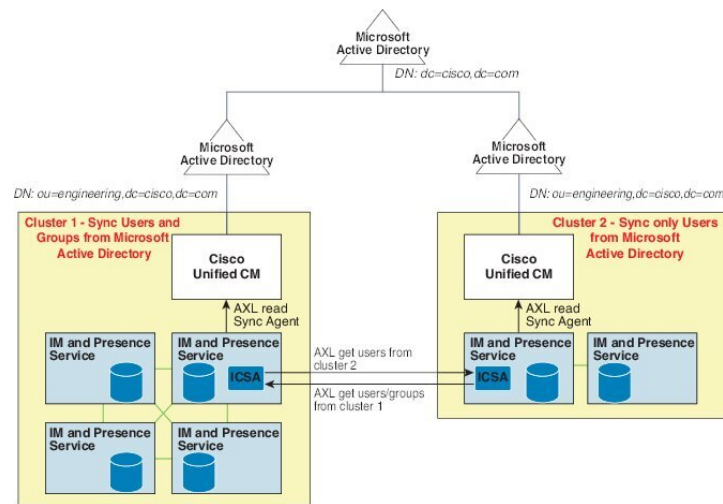 Microsoft
Active Directory
DN: dc=cisco,dc=com
Microsoft
Active Directory
Microsoft
Active Directory
DN: ou=engineering,dc=cisco,dc=com
DN: ou=engineering,dc=cisco,dc=com
Cluster 1 - Sync Users and
Groups from Microsoft
Active Directory
Cisco
Unified CM
AXL read
Sync Agent
IM and Presence
Service
IM and Presence
Service
ICSA
IM and Presence
Service
IM and Presence
Service
AXL get users from
cluster 2
AXL get users/groups
from cluster 1
Cluster 2 - Sync only Users
from Microsoft
Active Directory
Cisco
Unified CM
AXL read
Sync Agent
IM and Presence
Service
ICSA
IM and Presence
Service